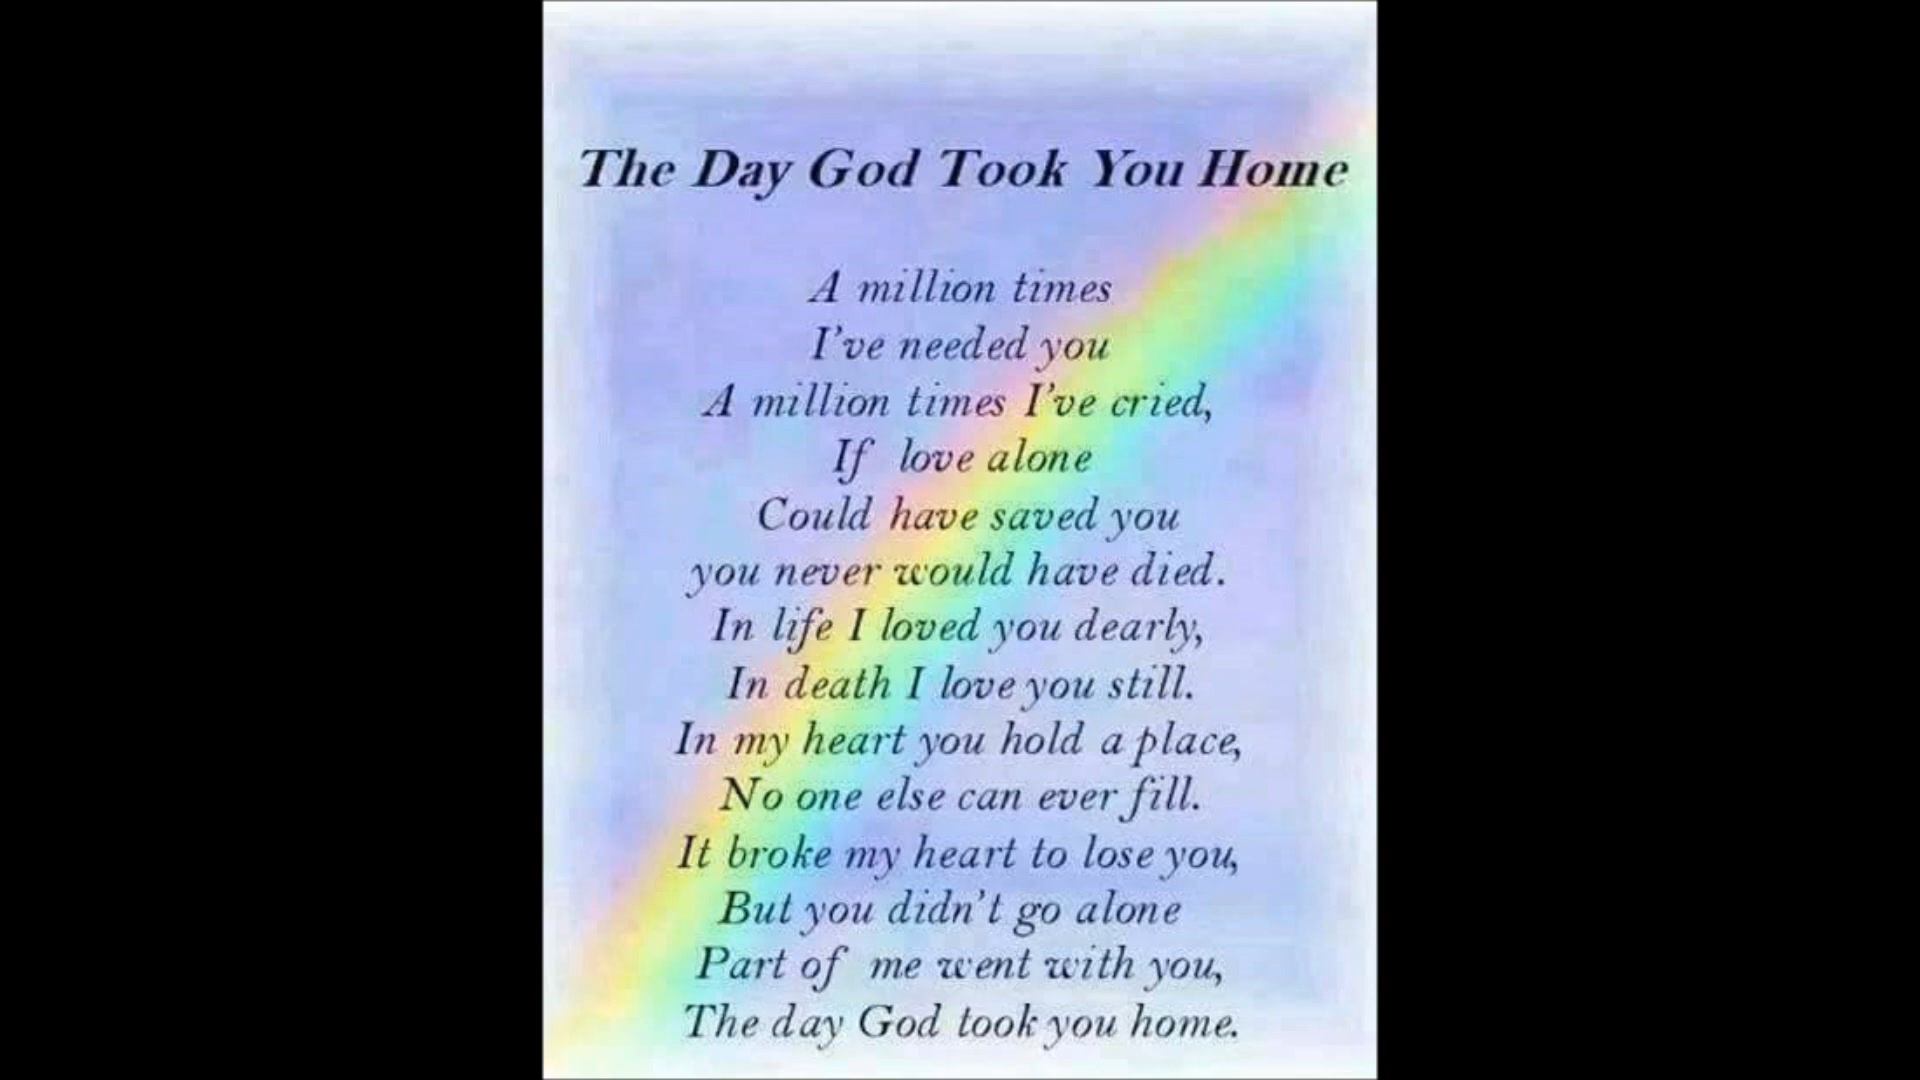 The Day God Took You Home
A million times
I've needed you
A million times I've cried,
If love alone
Could have saved you
you never would have died.
In life I loved you dearly,
In death I love you still.
In my heart you hold a place,
No one else can ever fill.
It broke my heart to lose you,
But you didn't go alone
Part of me went with you,
The day God took you home.